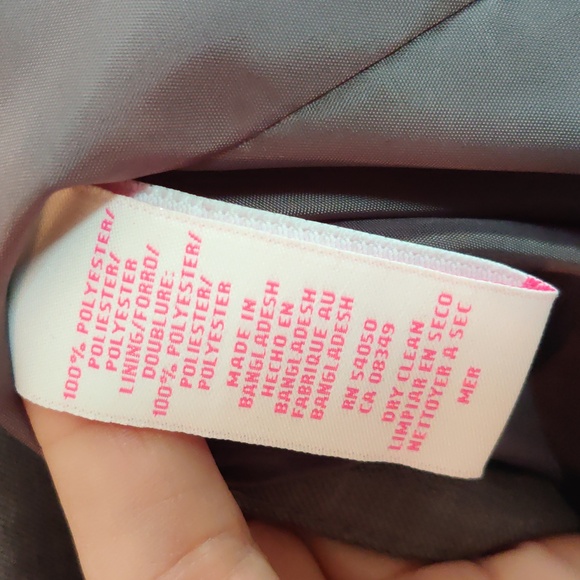 100% POLYESTER/
POLIESTER/
POLYESTER
LINING/FORRO/
DOUBLURE:
100% POLYESTER/
POLIESTER/
POLYESTER
MADE IN
BANGLADESH
HECHO EN
BANGLADESH
FABRIQUE AU
BANGLADESH
RN 54050
CA 08349
DRY CLEAN
LIMPIAR EN SECO
NETTOYER A SEC
MER